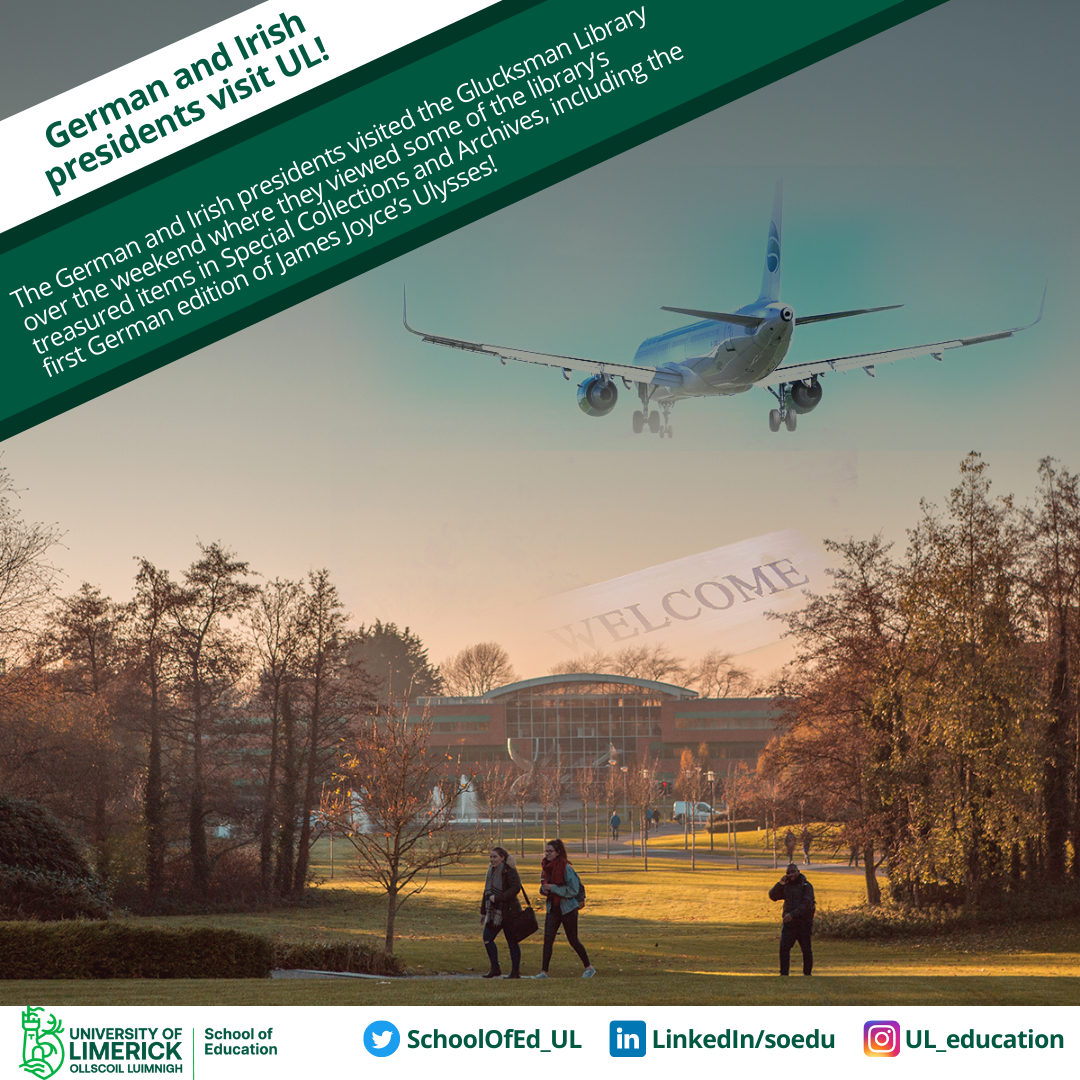 German and Irish
presidents visit UL!
The German and Irish presidents visited the Glucksman Library
over the weekend where they viewed some of the library's
treasured items in Special Collections and Archives, including the
first German edition of James Joyce's Ulysses!
WELCOME
UNIVERSITY OF
LIMERICK
OLLSCOIL LUIMNIGH
School of
Education
SchoolOfEd_UL
LinkedIn/soedu
UL_education